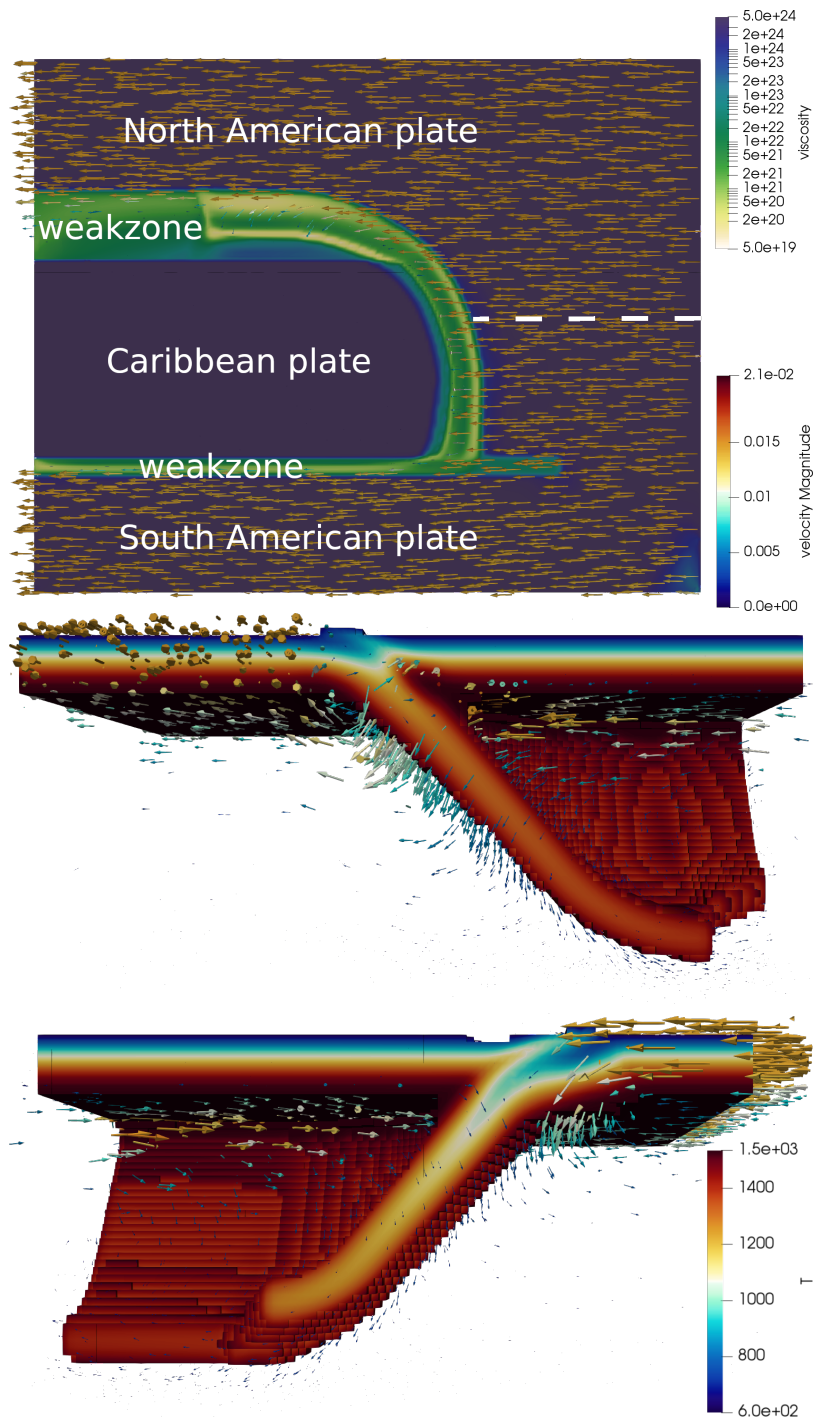 5.0e+24
2e+24
1e+24
5e+23
2e+23
1e+23
5e+22
2e+22
1e+22
5e+21
2e+21
1e+21
5e+20
2e+20
5.0e+19
viscosity
North American plate
weakzone
Caribbean plate
weakzone
South American plate
2.1e-02
0.015
0.01
0.005
0.0e+00
velocity Magnitude
1.5e+03
1400
1200
1000
800
6.0e+02
T